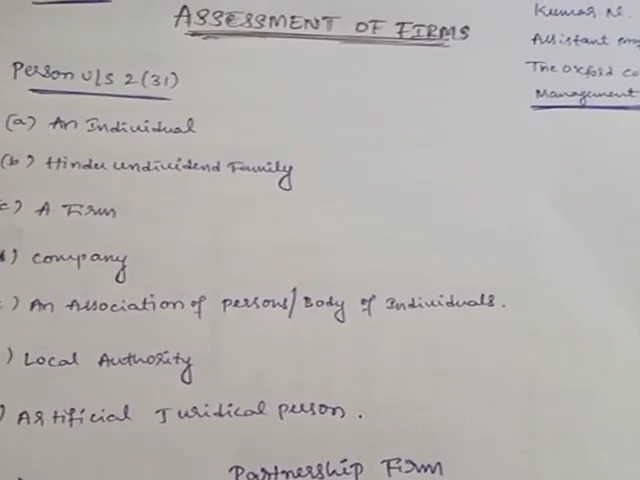 ASSESSMENT OF FIRMS
Kumar. N.
Assistant
The Oxford
Management
Person U/S 2(31)
(a) An Individual
(b) Hindu undividend Family
c) A Firm
) company
) An Association of persons/Body of Individuals.
) Local Authority
) Artificial Juridical person.
Partnership Firm